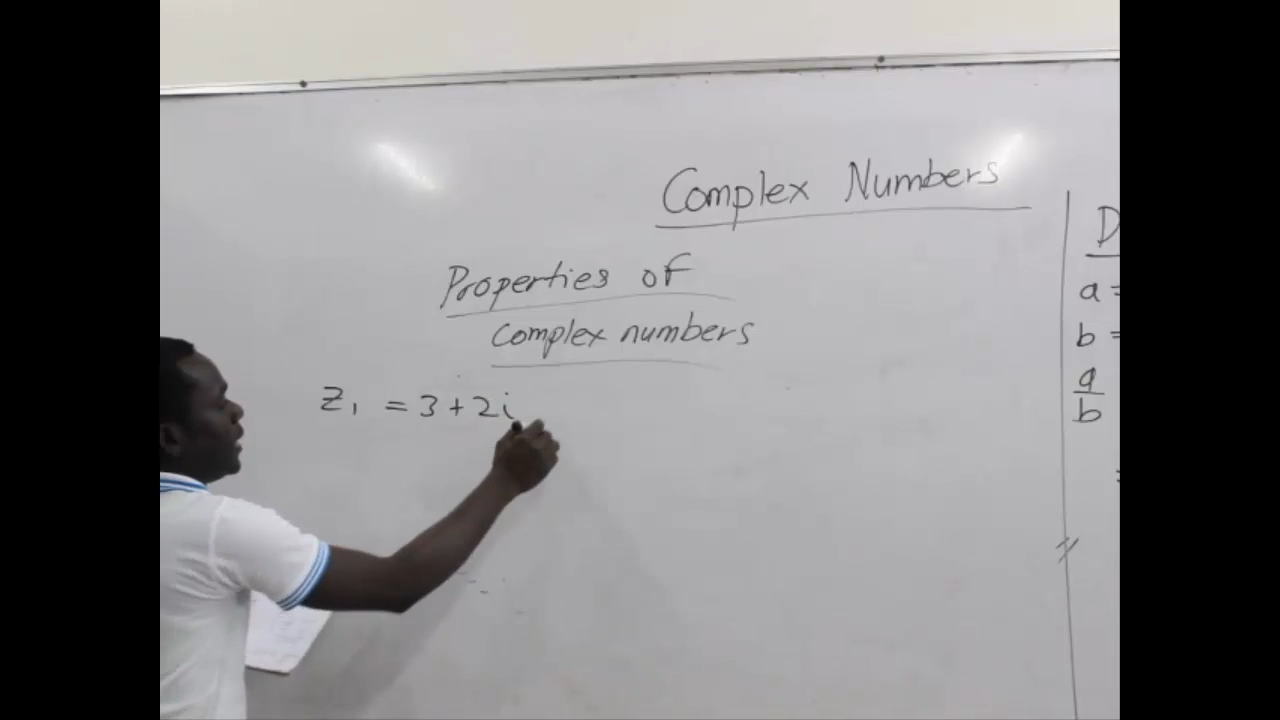 Complex Numbers
Properties of
complex numbers
Z₁ = 3 + 2i
D
a =
b =
a
b
=